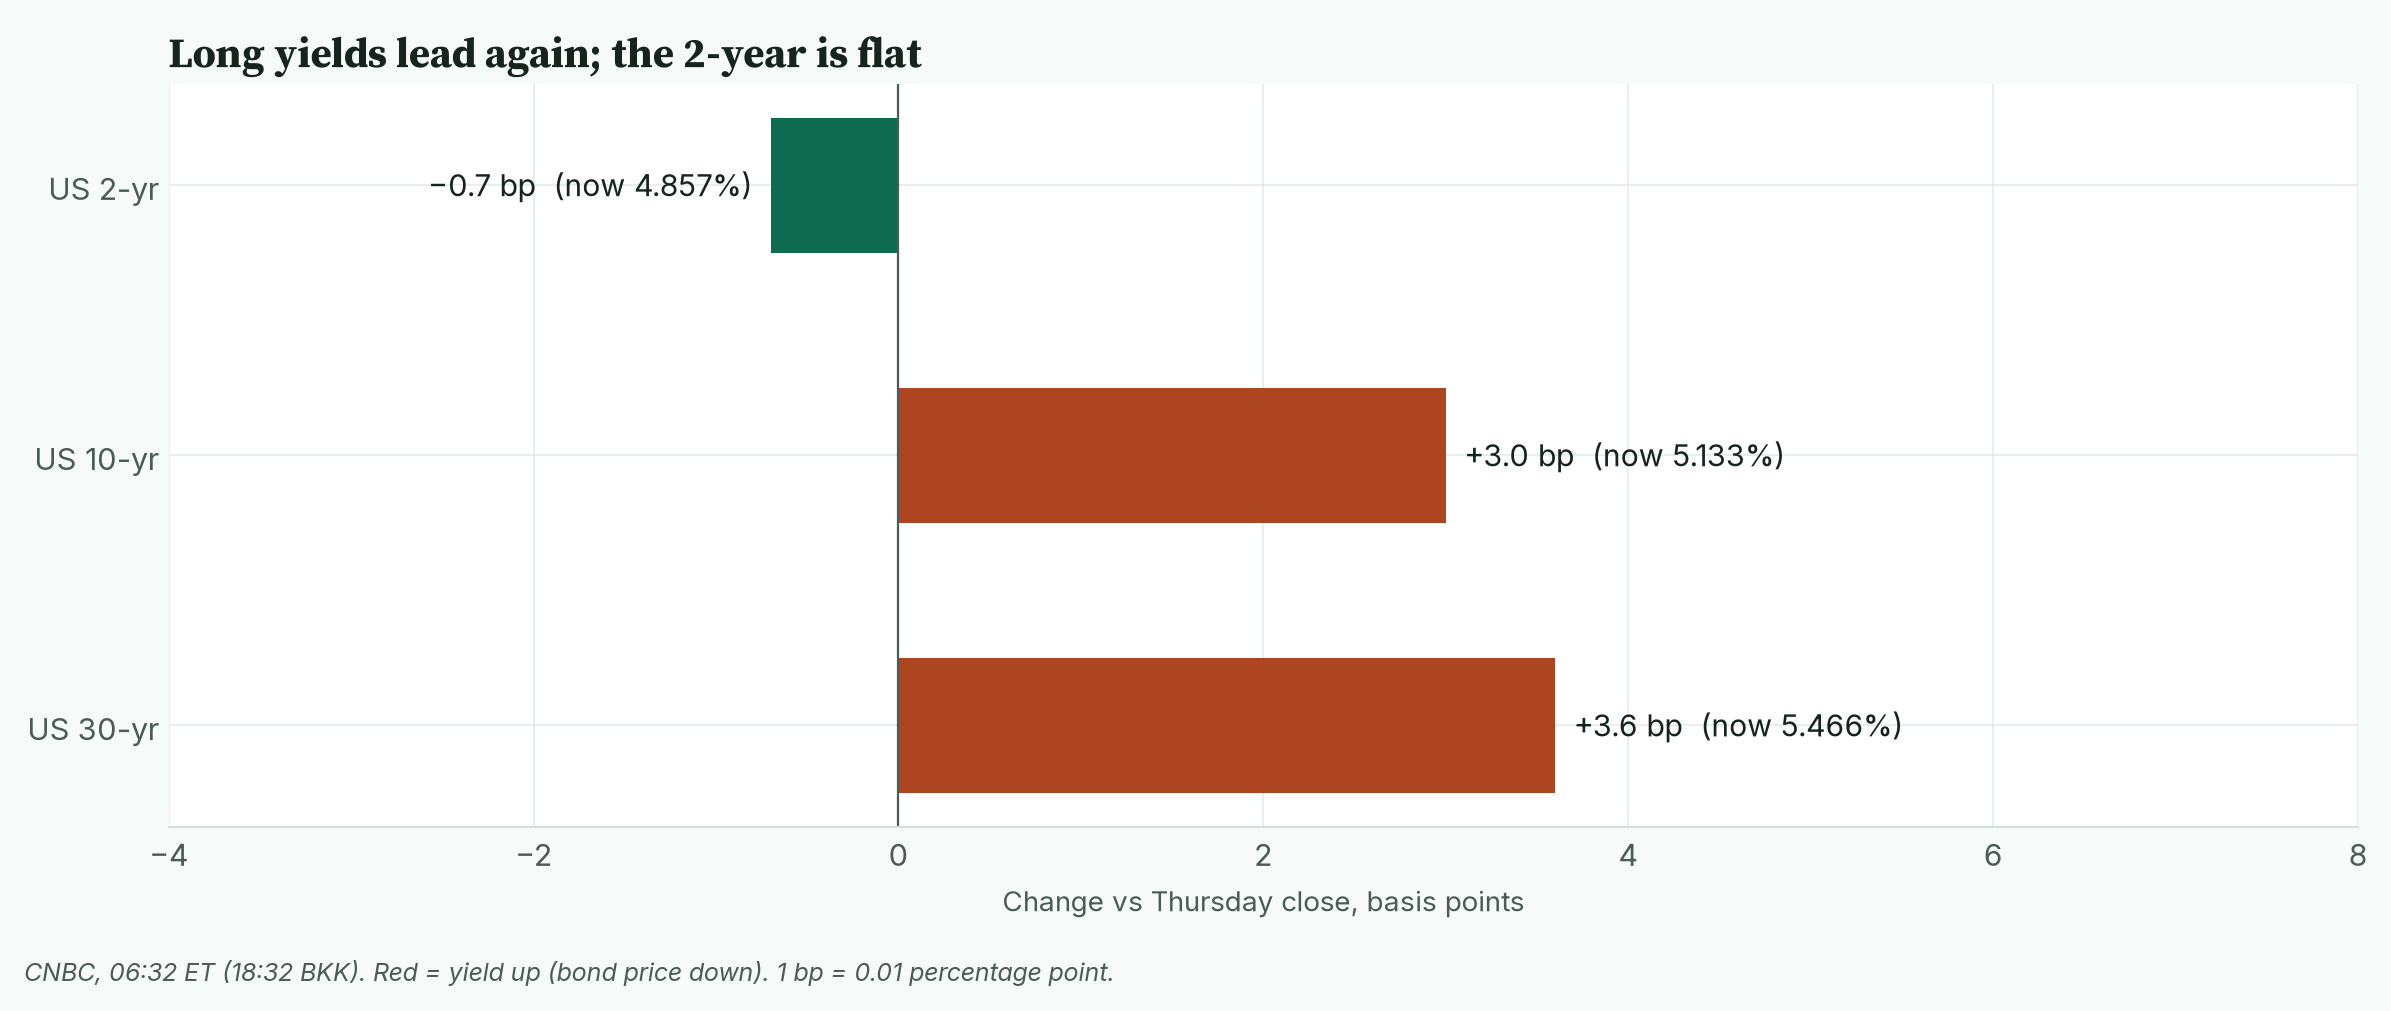 Long yields lead again; the 2-year is flat
US 2-yr
−0.7 bp  (now 4.857%)
US 10-yr
+3.0 bp  (now 5.133%)
US 30-yr
+3.6 bp  (now 5.466%)
−4
−2
0
2
4
6
8
Change vs Thursday close, basis points
CNBC, 06:32 ET (18:32 BKK). Red = yield up (bond price down). 1 bp = 0.01 percentage point.